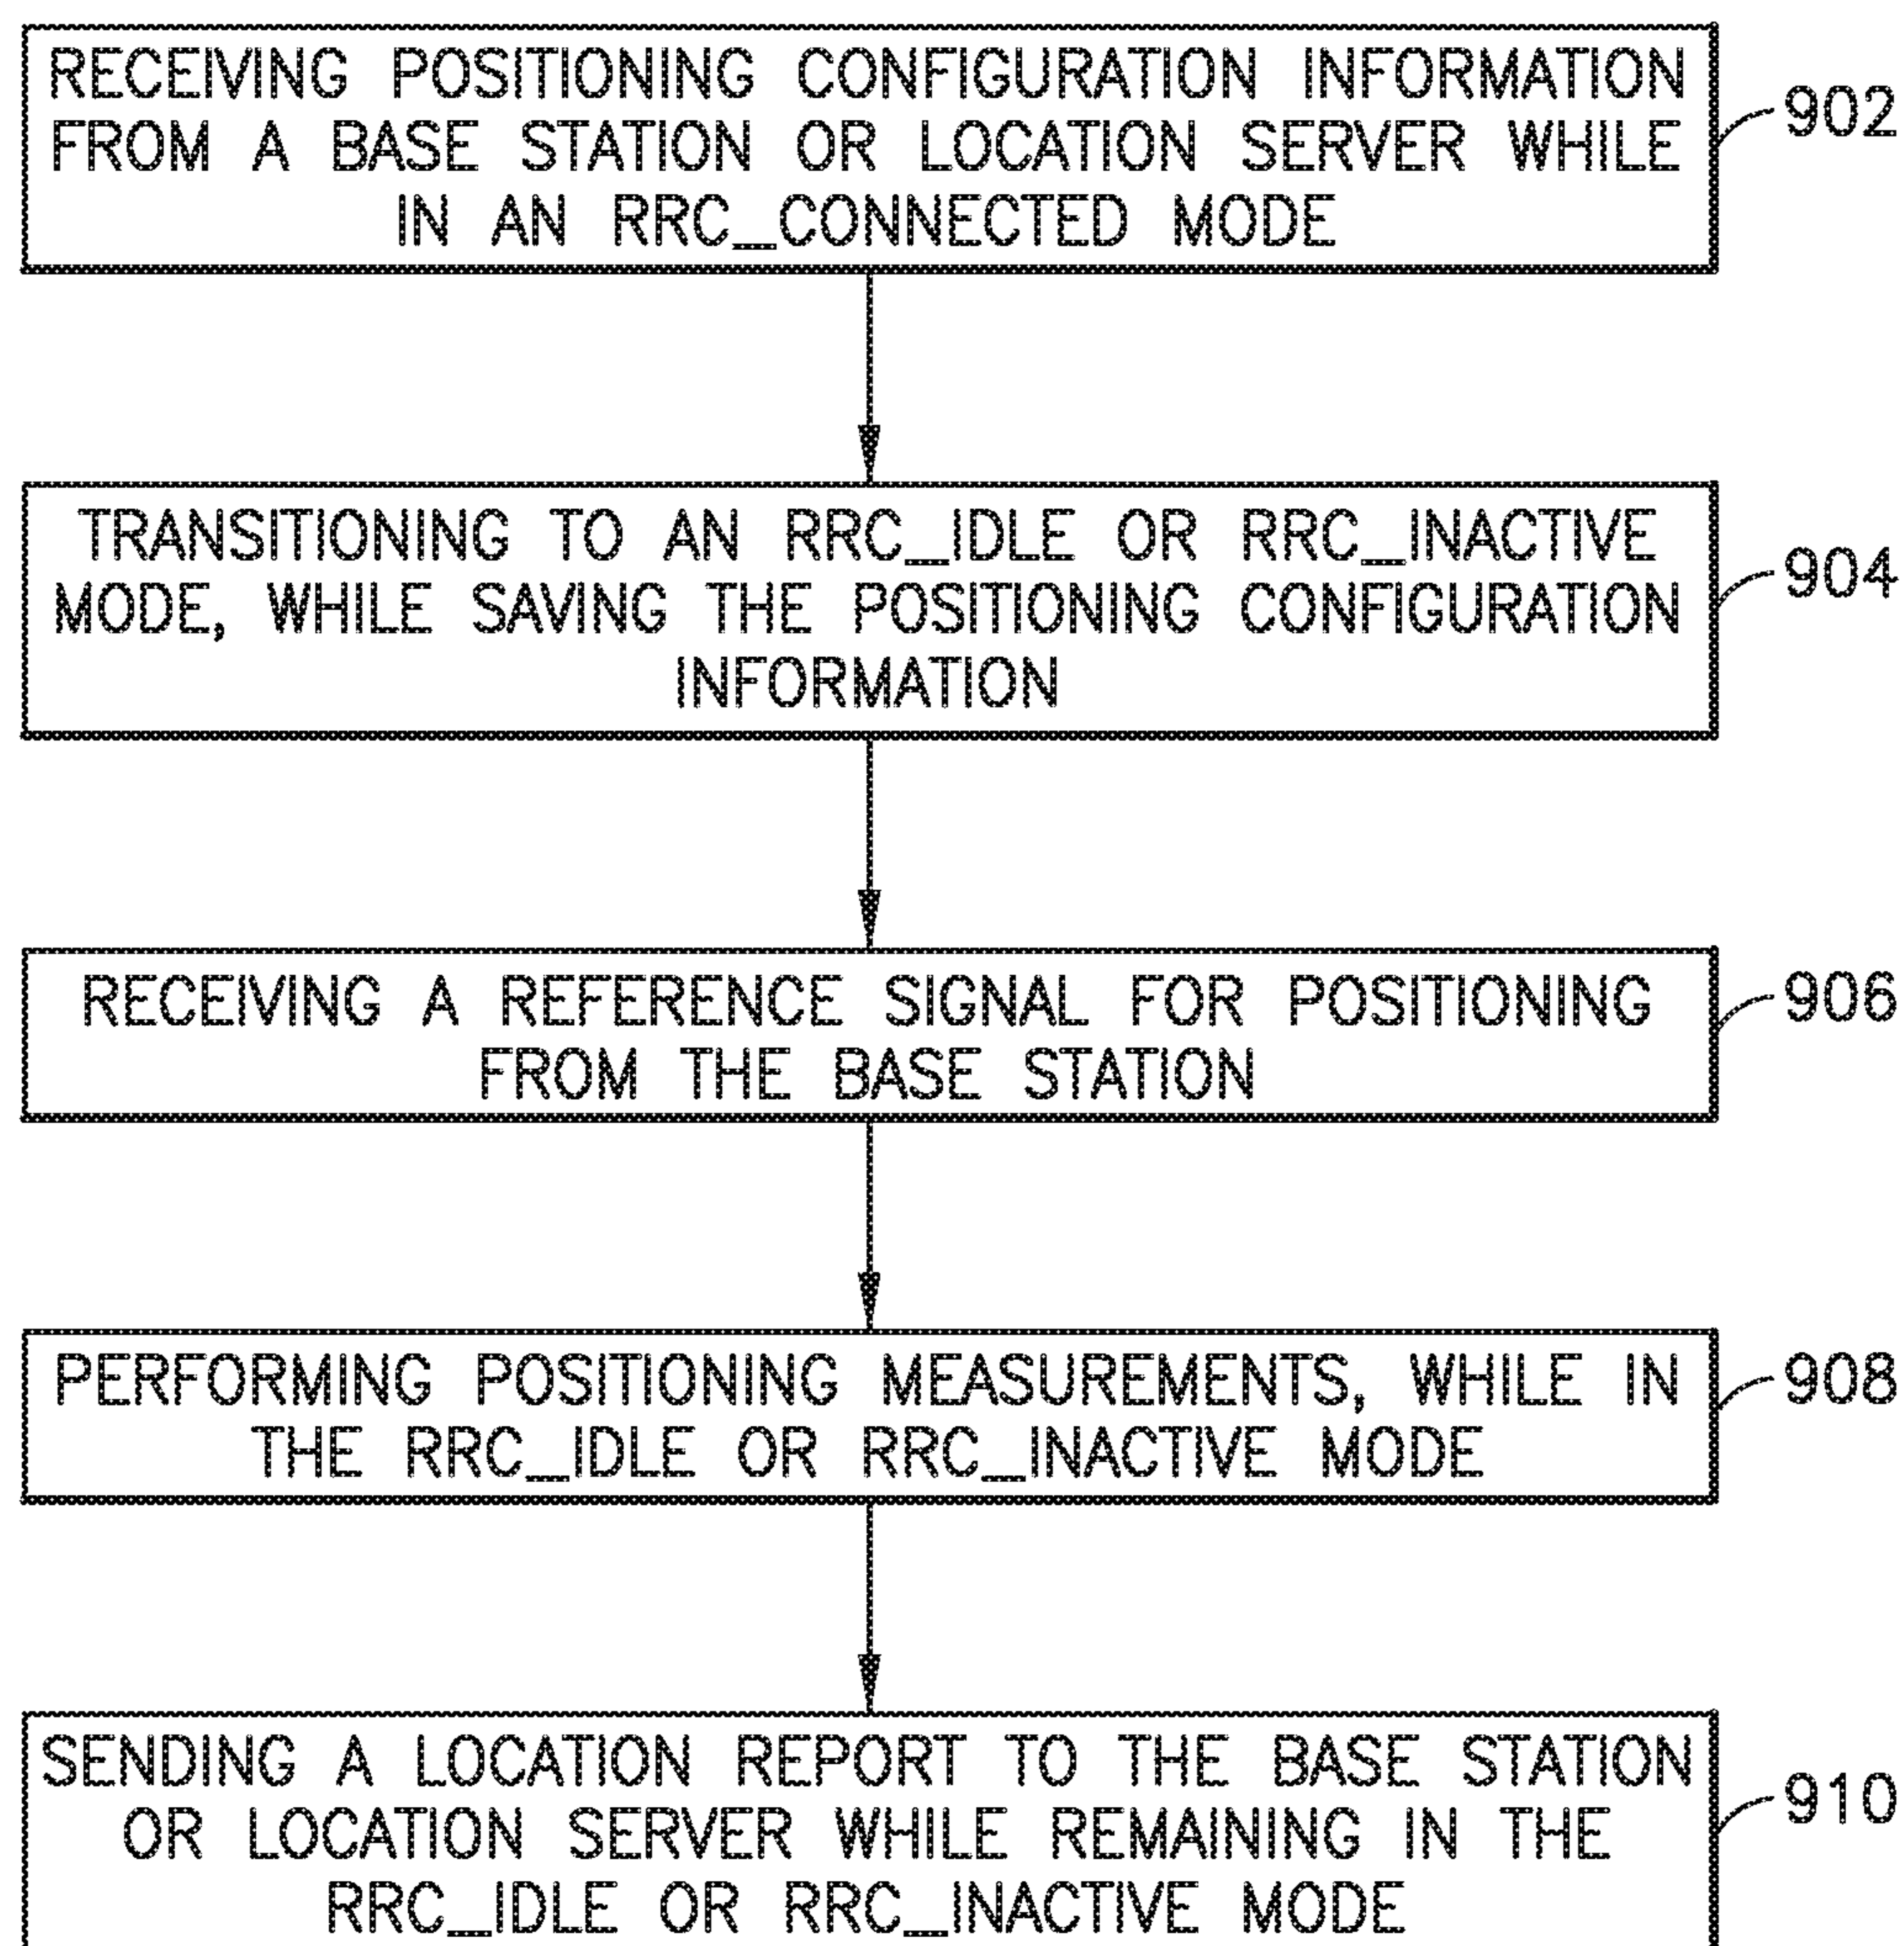 RECEIVING POSITIONING CONFIGURATION INFORMATION
FROM A BASE STATION OR LOCATION SERVER WHILE
IN AN RRC_CONNECTED MODE
902
TRANSITIONING TO AN RRC_IDLE OR RRC_INACTIVE
MODE, WHILE SAVING THE POSITIONING CONFIGURATION
INFORMATION
904
RECEIVING A REFERENCE SIGNAL FOR POSITIONING
FROM THE BASE STATION
906
PERFORMING POSITIONING MEASUREMENTS, WHILE IN
THE RRC_IDLE OR RRC_INACTIVE MODE
908
SENDING A LOCATION REPORT TO THE BASE STATION
OR LOCATION SERVER WHILE REMAINING IN THE
RRC_IDLE OR RRC_INACTIVE MODE
910